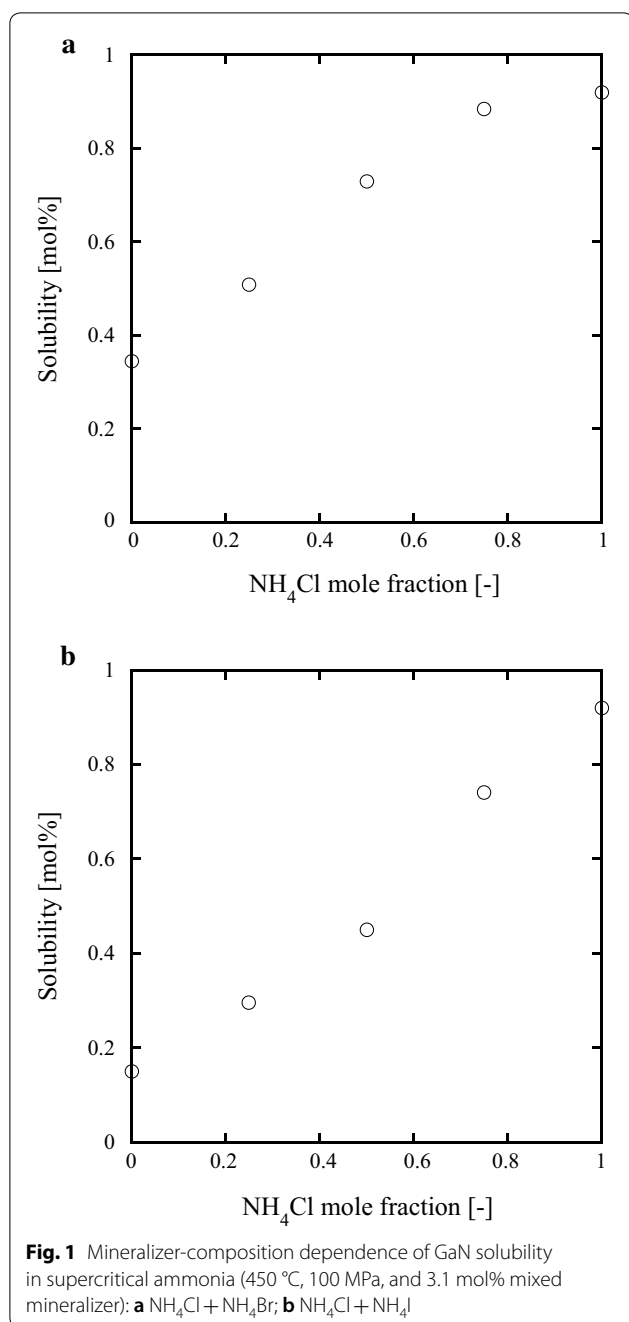 a
1
0.8
0.6
0.4
0.2
0
Solubility [mol%]
0 0.2 0.4 0.6 0.8 1
NH₄Cl mole fraction [-]
b
1
0.8
0.6
0.4
0.2
0
Solubility [mol%]
0 0.2 0.4 0.6 0.8 1
NH₄Cl mole fraction [-]
Fig. 1 Mineralizer-composition dependence of GaN solubility
in supercritical ammonia (450 °C, 100 MPa, and 3.1 mol% mixed
mineralizer): a NH₄Cl + NH₄Br; b NH₄Cl + NH₄I